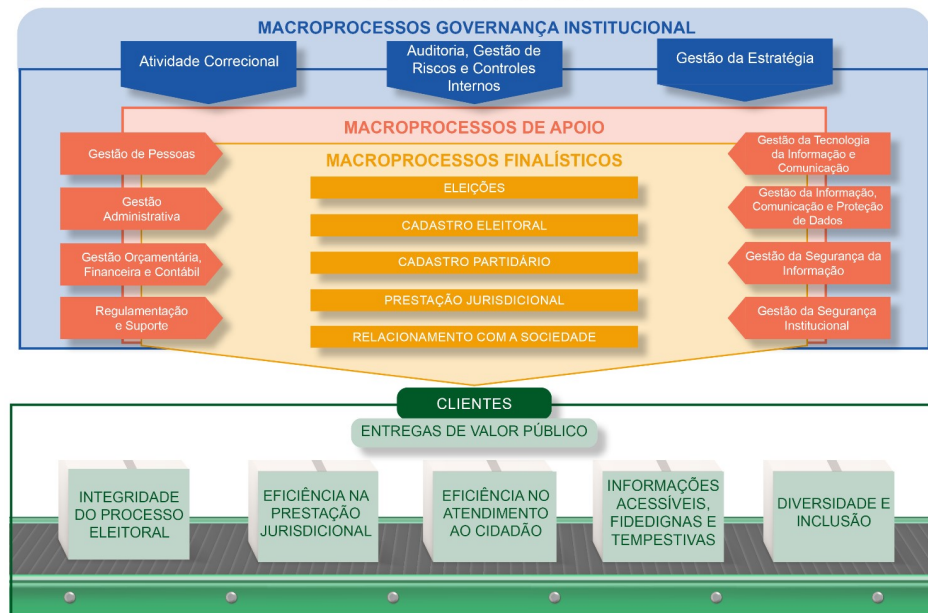 MACROPROCESSOS GOVERNANÇA INSTITUCIONAL
Atividade Correcional
Auditoria, Gestão de
Riscos e Controles
Internos
Gestão da Estratégia
MACROPROCESSOS DE APOIO
Gestão de Pessoas
Gestão
Administrativa
Gestão Orçamentária,
Financeira e Contábil
Regulamentação
e Suporte
MACROPROCESSOS FINALÍSTICOS
ELEIÇÕES
CADASTRO ELEITORAL
CADASTRO PARTIDÁRIO
PRESTAÇÃO JURISDICIONAL
RELACIONAMENTO COM A SOCIEDADE
Gestão da Tecnologia
da Informação e
Comunicação
Gestão da Informação,
Comunicação e Proteção
de Dados
Gestão da Segurança da
Informação
Gestão da Segurança
Institucional
CLIENTES
ENTREGAS DE VALOR PÚBLICO
INTEGRIDADE
DO PROCESSO
ELEITORAL
EFICIÊNCIA NA
PRESTAÇÃO
JURISDICIONAL
EFICIÊNCIA NO
ATENDIMENTO
AO CIDADÃO
INFORMAÇÕES
ACESSÍVEIS,
FIDEDIGNAS E
TEMPESTIVAS
DIVERSIDADE E
INCLUSÃO